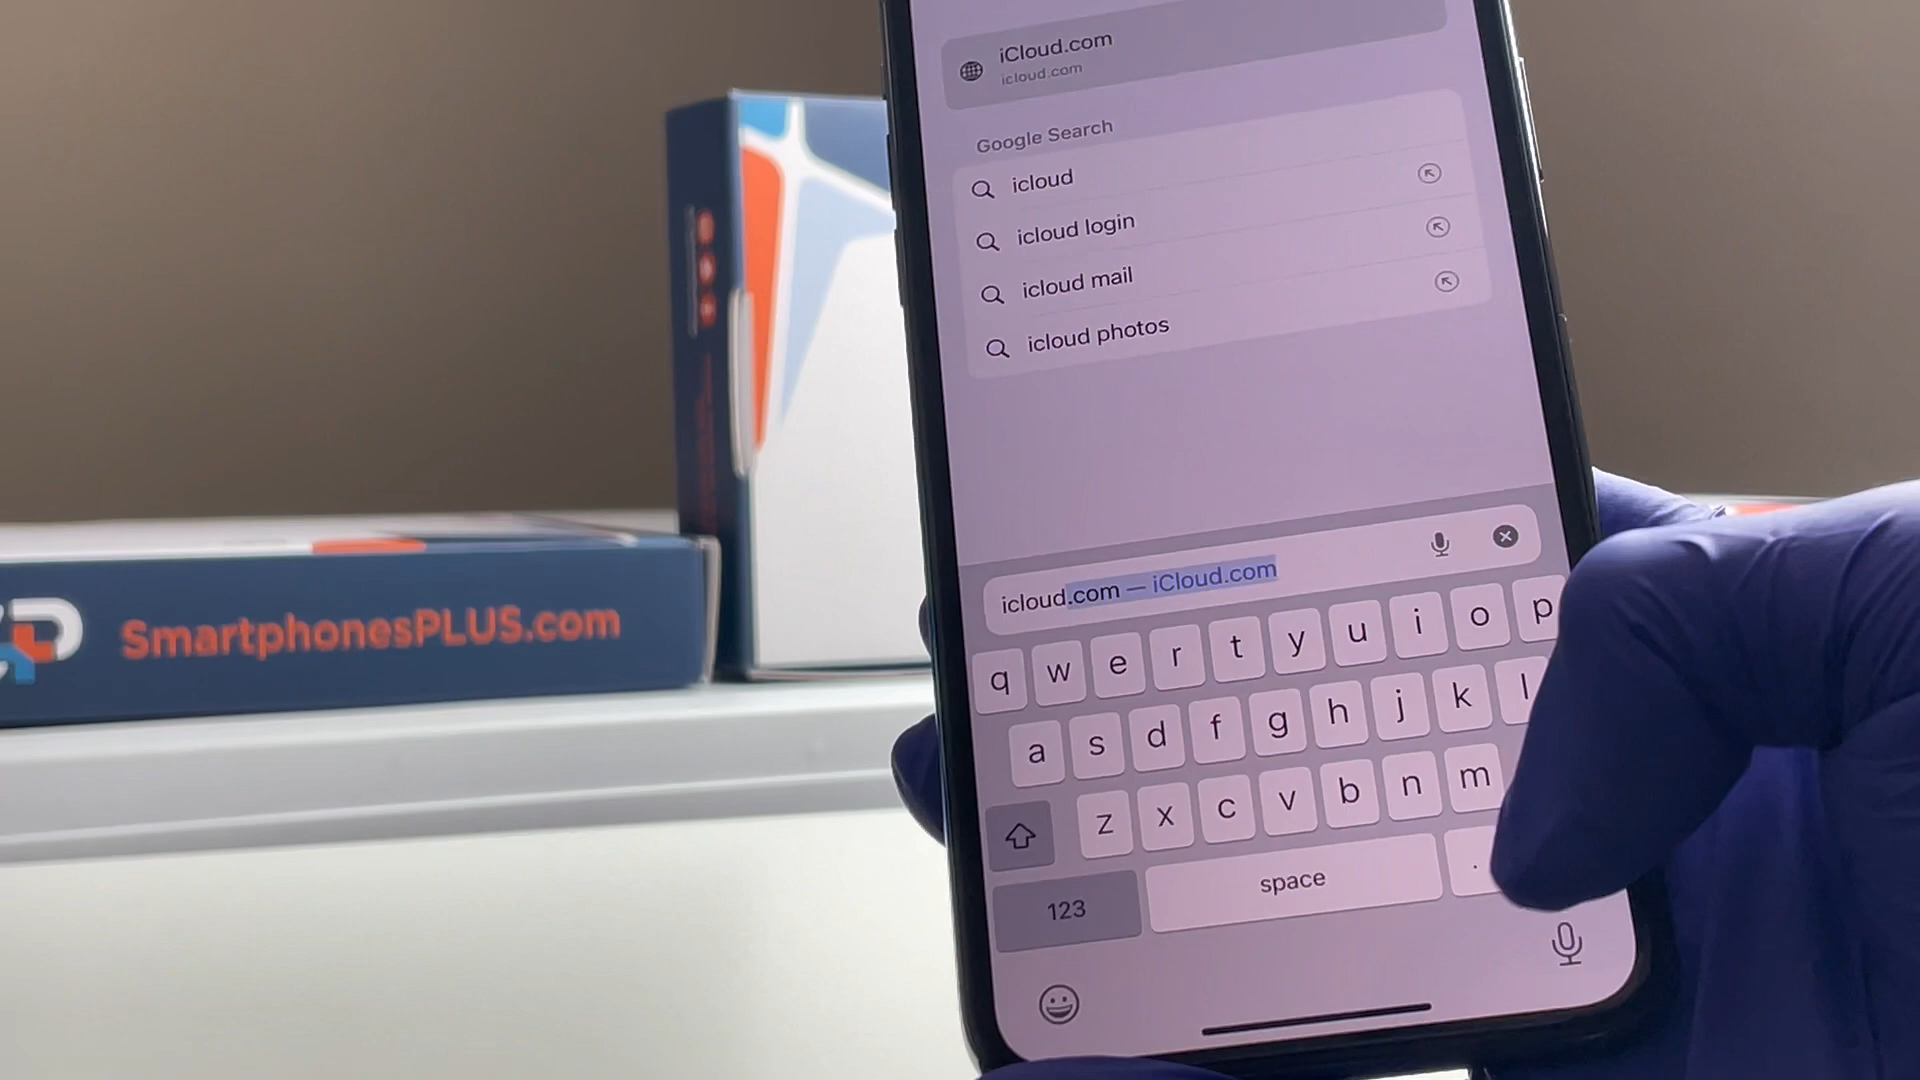 iCloud.com
icloud.com
Google Search
icloud
icloud login
icloud mail
icloud photos
icloud.com — iCloud.com
q w e r t y u i o p
a s d f g h j k l
z x c v b n m
123 space .
SmartphonesPLUS.com